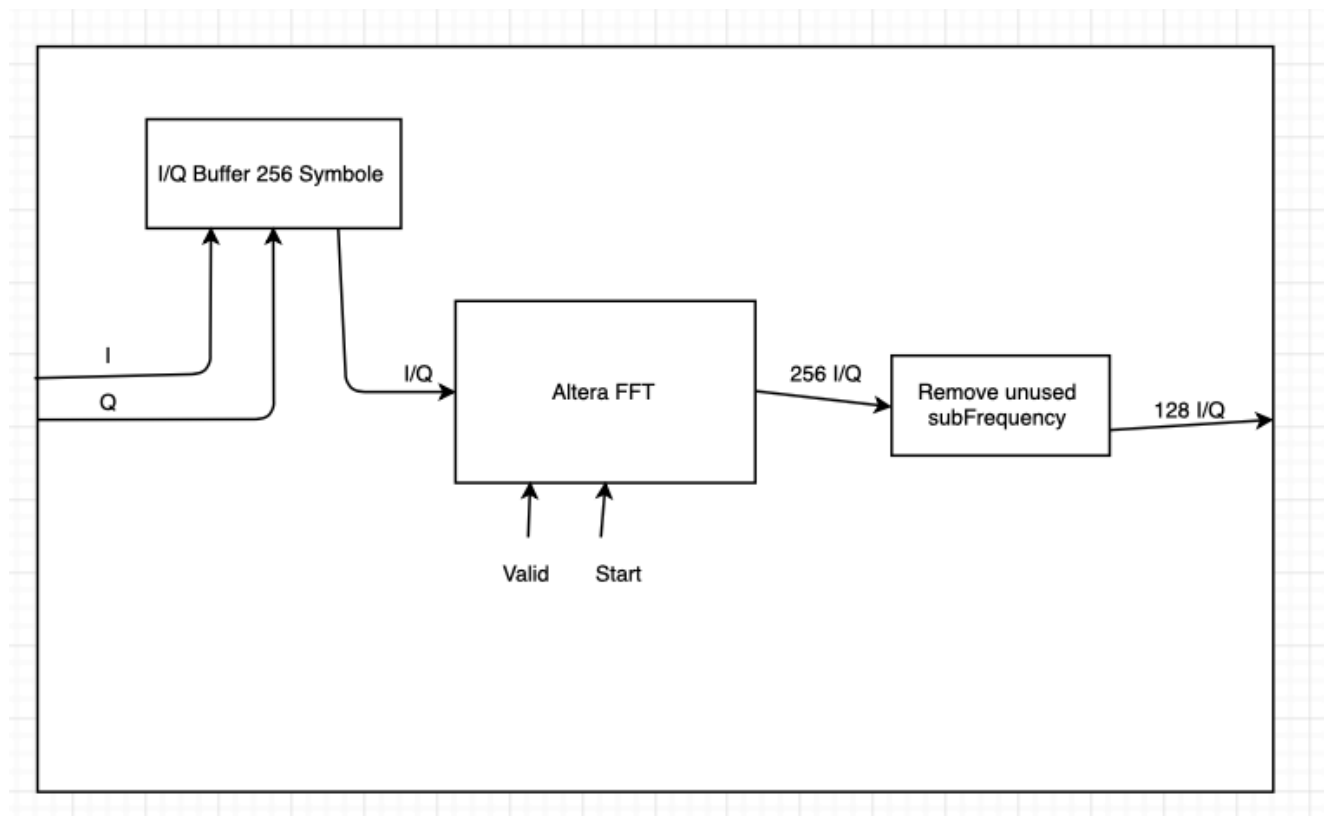 I/Q Buffer 256 Symbole
I
Q
I/Q
Altera FFT
256 I/Q
Remove unused
subFrequency
128 I/Q
Valid
Start